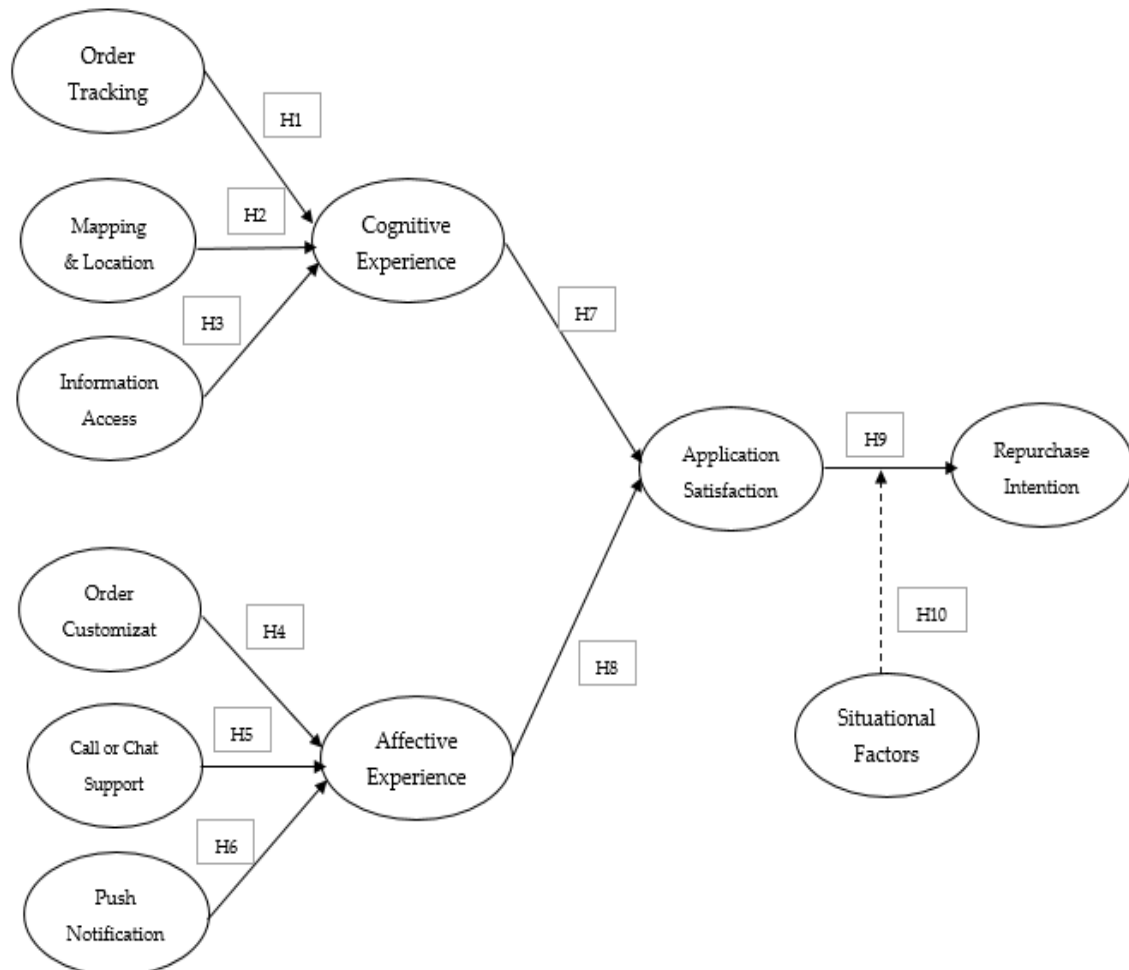 Order
Tracking
H1
Mapping
& Location
H2
Cognitive
Experience
H3
Information
Access
H7
Application
Satisfaction
H9
Repurchase
Intention
Order
Customizat
H4
H8
H10
Call or Chat
Support
H5
Affective
Experience
Situational
Factors
H6
Push
Notification